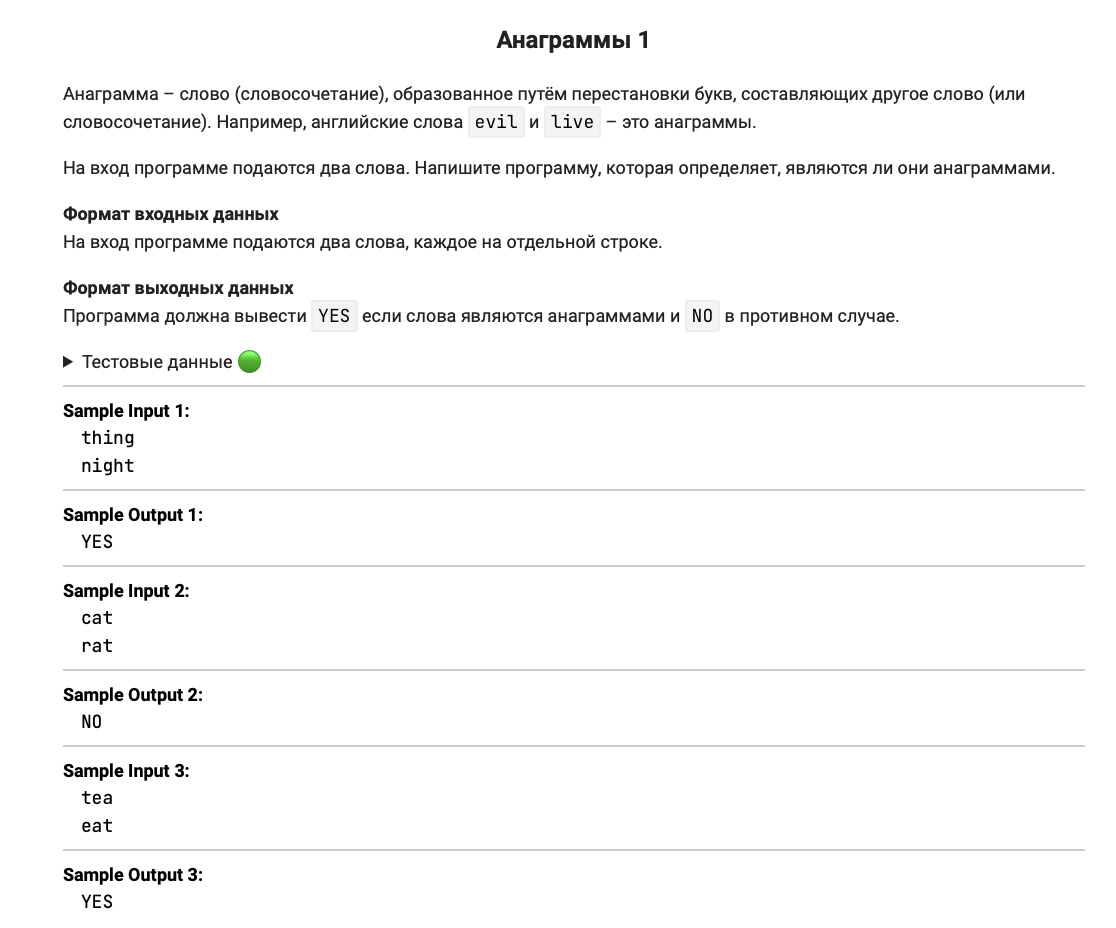 Анаграммы 1
Анаграмма – слово (словосочетание), образованное путём перестановки букв, составляющих другое слово (или
словосочетание). Например, английские слова evil и live – это анаграммы.
На вход программе подаются два слова. Напишите программу, которая определяет, являются ли они анаграммами.
Формат входных данных
На вход программе подаются два слова, каждое на отдельной строке.
Формат выходных данных
Программа должна вывести YES если слова являются анаграммами и NO в противном случае.
Тестовые данные
Sample Input 1:
thing
night
Sample Output 1:
YES
Sample Input 2:
cat
rat
Sample Output 2:
NO
Sample Input 3:
tea
eat
Sample Output 3:
YES